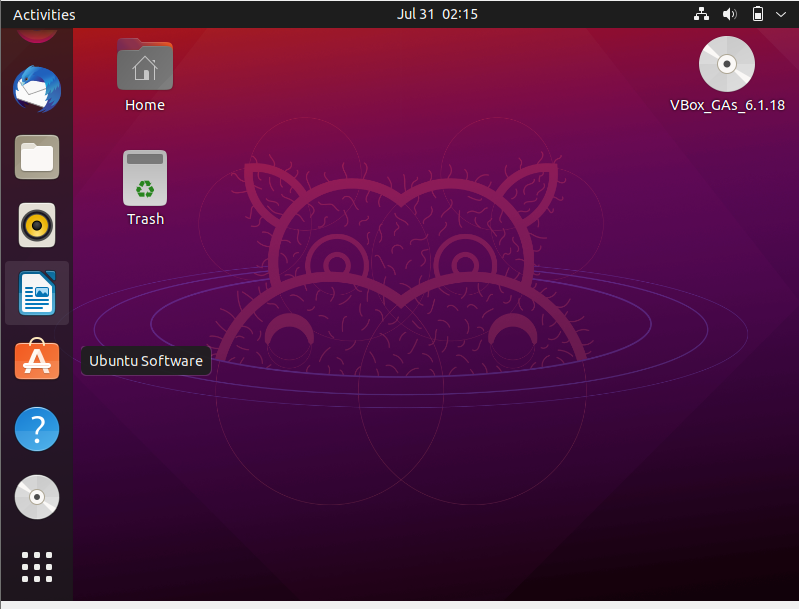 Activities
Jul 31 02:15
Home
VBox_GAs_6.1.18
Trash
Ubuntu Software
?